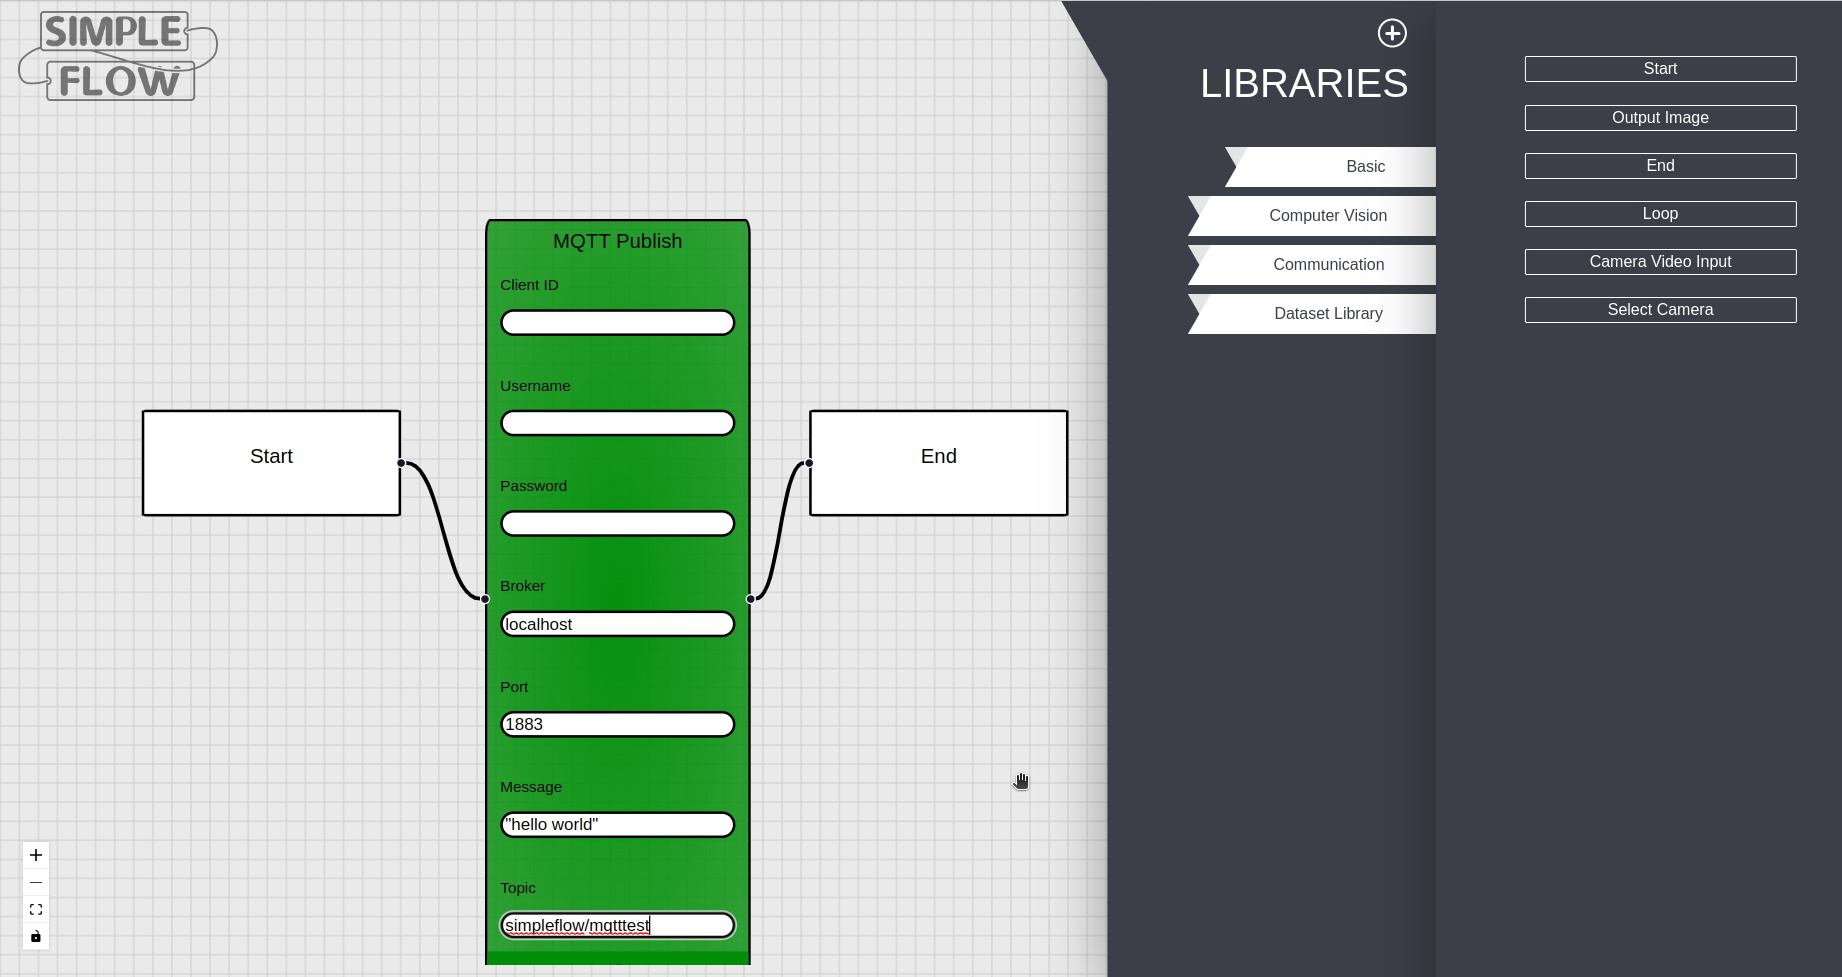 SIMPLE
FLOW
Start
MQTT Publish
Client ID
Username
Password
Broker
localhost
Port
1883
Message
"hello world"
Topic
simpleflow/mqtttest
End
LIBRARIES
Basic
Computer Vision
Communication
Dataset Library
Start
Output Image
End
Loop
Camera Video Input
Select Camera